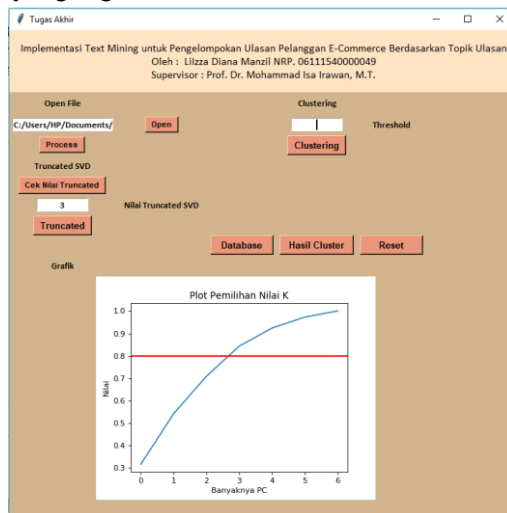 Tugas Akhir
Implementasi Text Mining untuk Pengelompokan Ulasan Pelanggan E-Commerce Berdasarkan Topik Ulasan
Oleh : Lilzza Diana Manzil NRP. 06111540000049
Supervisor : Prof. Dr. Mohammad Isa Irawan, M.T.
Open File
Clustering
C:/Users/HP/Documents/
Open
Threshold
Process
Clustering
Truncated SVD
Cek Nilai Truncated
3
Nilai Truncated SVD
Truncated
Database
Hasil Cluster
Reset
Grafik
Plot Pemilihan Nilai K
1.0
0.9
0.8
0.7
0.6
0.5
0.4
0.3
Nilai
0 1 2 3 4 5 6
Banyaknya PC